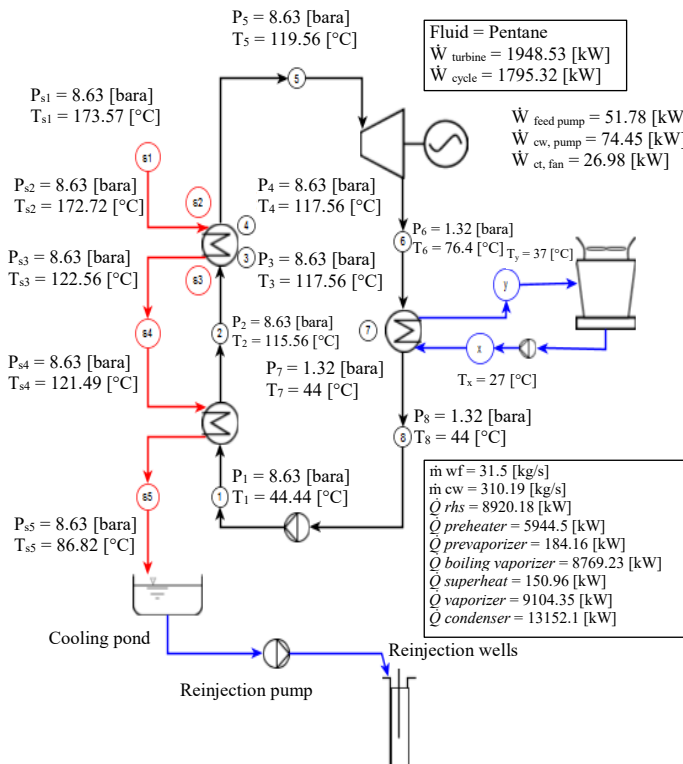 P5 = 8.63 [bara]
T5 = 119.56 [°C]
Fluid = Pentane
Ẇ turbine = 1948.53 [kW]
Ẇ cycle = 1795.32 [kW]
5
Ps1 = 8.63 [bara]
Ts1 = 173.57 [°C]
Ẇ feed pump = 51.78 [kW
Ẇ cw, pump = 74.45 [kW]
Ẇ ct, fan = 26.98 [kW]
s1
Ps2 = 8.63 [bara]
Ts2 = 172.72 [°C]
s2
4
3
P4 = 8.63 [bara]
T4 = 117.56 [°C]
6
P6 = 1.32 [bara]
T6 = 76.4 [°C]
Ty = 37 [°C]
Ps3 = 8.63 [bara]
Ts3 = 122.56 [°C]
s3
P3 = 8.63 [bara]
T3 = 117.56 [°C]
y
s4
2
P2 = 8.63 [bara]
T2 = 115.56 [°C]
7
x
Ps4 = 8.63 [bara]
Ts4 = 121.49 [°C]
P7 = 1.32 [bara]
T7 = 44 [°C]
Tx = 27 [°C]
P8 = 1.32 [bara]
T8 = 44 [°C]
8
s5
1
P1 = 8.63 [bara]
T1 = 44.44 [°C]
Ps5 = 8.63 [bara]
Ts5 = 86.82 [°C]
ṁ wf = 31.5 [kg/s]
ṁ cw = 310.19 [kg/s]
Q̇ rhs = 8920.18 [kW]
Q̇ preheater = 5944.5 [kW]
Q̇ prevaporizer = 184.16 [kW]
Q̇ boiling vaporizer = 8769.23 [kW]
Q̇ superheat = 150.96 [kW]
Q̇ vaporizer = 9104.35 [kW]
Q̇ condenser = 13152.1 [kW]
Cooling pond
Reinjection wells
Reinjection pump